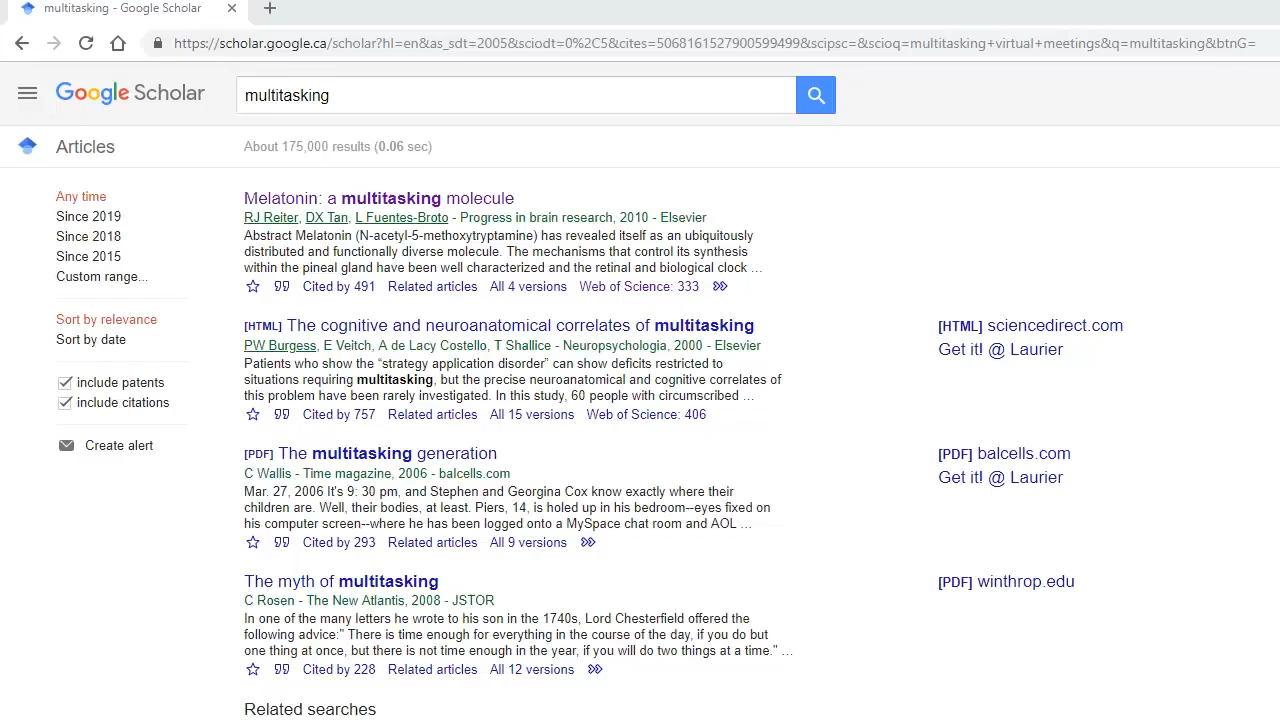 multitasking - Google Scholar
https://scholar.google.ca/scholar?hl=en&as_sdt=2005&sciodt=0%2C5&cites=5068161527900599499&scipsc=&scioq=multitasking+virtual+meetings&q=multitasking&btnG=
Google Scholar
multitasking
Articles
About 175,000 results (0.06 sec)
Any time
Since 2019
Since 2018
Since 2015
Custom range...
Sort by relevance
Sort by date
include patents
include citations
Create alert
Melatonin: a multitasking molecule
RJ Reiter, DX Tan, L Fuentes-Broto - Progress in brain research, 2010 - Elsevier
Abstract Melatonin (N-acetyl-5-methoxytryptamine) has revealed itself as an ubiquitously
distributed and functionally diverse molecule. The mechanisms that control its synthesis
within the pineal gland have been well characterized and the retinal and biological clock …
Cited by 491 Related articles All 4 versions Web of Science: 333
[HTML] The cognitive and neuroanatomical correlates of multitasking
PW Burgess, E Veitch, A de Lacy Costello, T Shallice - Neuropsychologia, 2000 - Elsevier
Patients who show the “strategy application disorder” can show deficits restricted to
situations requiring multitasking, but the precise neuroanatomical and cognitive correlates of
this problem have been rarely investigated. In this study, 60 people with circumscribed …
Cited by 757 Related articles All 15 versions Web of Science: 406
[HTML] sciencedirect.com
Get it! @ Laurier
[PDF] The multitasking generation
C Wallis - Time magazine, 2006 - balcells.com
Mar. 27, 2006 It's 9: 30 pm, and Stephen and Georgina Cox know exactly where their
children are. Well, their bodies, at least. Piers, 14, is holed up in his bedroom--eyes fixed on
his computer screen--where he has been logged onto a MySpace chat room and AOL …
Cited by 293 Related articles All 9 versions
[PDF] balcells.com
Get it! @ Laurier
The myth of multitasking
C Rosen - The New Atlantis, 2008 - JSTOR
In one of the many letters he wrote to his son in the 1740s, Lord Chesterfield offered the
following advice:" There is time enough for everything in the course of the day, if you do but
one thing at once, but there is not time enough in the year, if you will do two things at a time." …
Cited by 228 Related articles All 12 versions
[PDF] winthrop.edu
Related searches